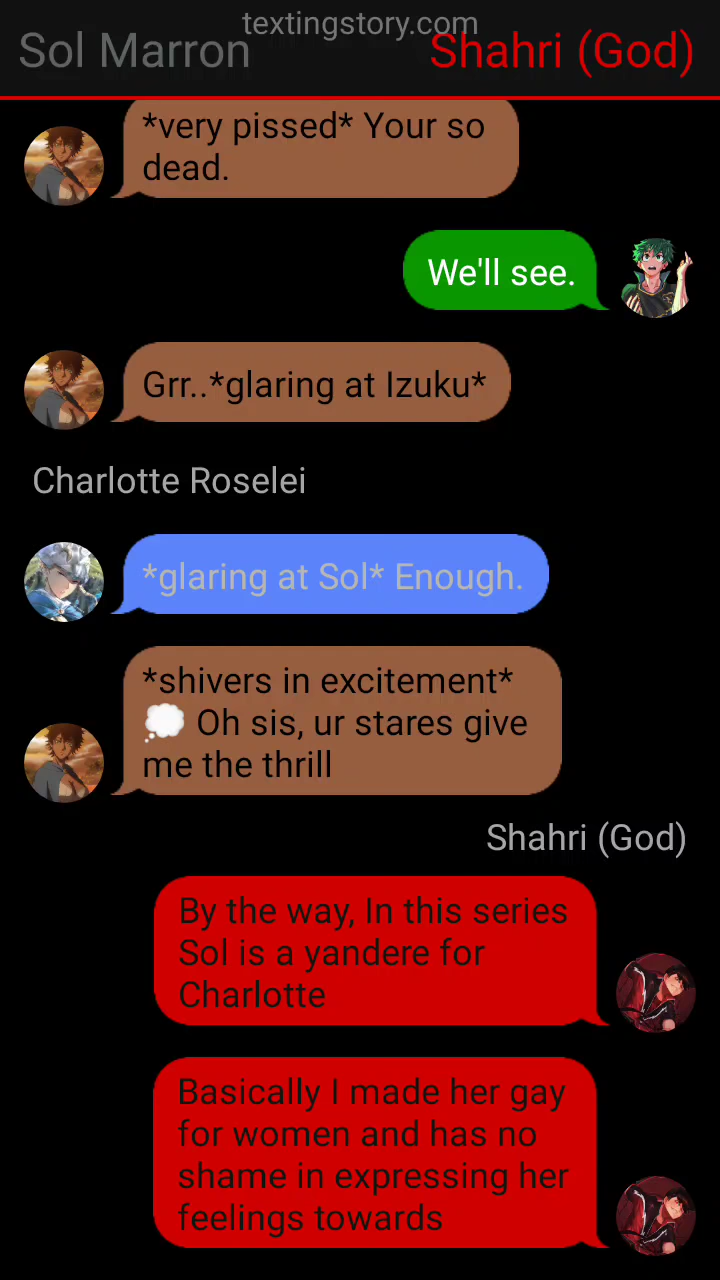 textingstory.com
Sol Marron
Shahri (God)
*very pissed* Your so
dead.
We'll see.
Grr..*glaring at Izuku*
Charlotte Roselei
*glaring at Sol* Enough.
*shivers in excitement*
💭 Oh sis, ur stares give
me the thrill
Shahri (God)
By the way, In this series
Sol is a yandere for
Charlotte
Basically I made her gay
for women and has no
shame in expressing her
feelings towards